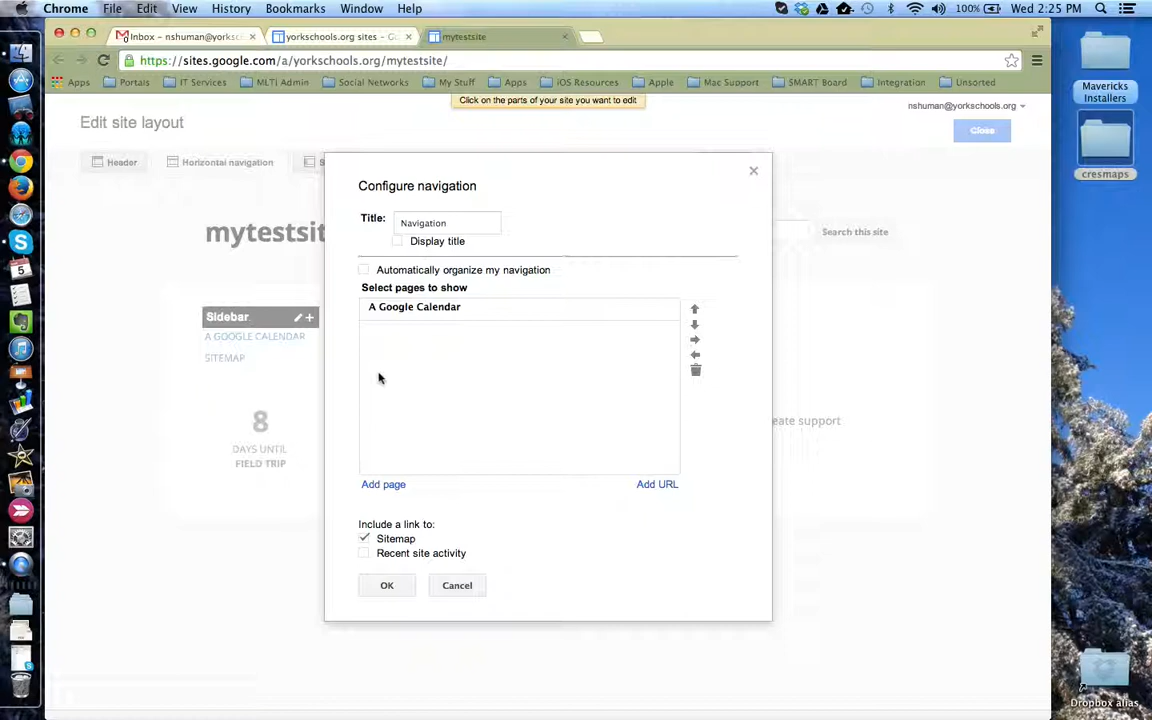 Chrome File Edit View History Bookmarks Window Help 100% Wed 2:25 PM
Inbox - nshuman@yorksc yorkschools.org sites - G mytestsite
https://sites.google.com/a/yorkschools.org/mytestsite/
Apps Portals IT Services MLTI Admin Social Networks My Stuff Apps iOS Resources Apple Mac Support SMART Board Integration Unsorted
Click on the parts of your site you want to edit
nshuman@yorkschools.org
Edit site layout
Close
Header Horizontal navigation S
Configure navigation
Title: Navigation
Display title
mytestsit
Search this site
Automatically organize my navigation
Select pages to show
A Google Calendar
Sidebar
A GOOGLE CALENDAR
SITEMAP
8
DAYS UNTIL
FIELD TRIP
eate support
Add page Add URL
Include a link to:
Sitemap
Recent site activity
OK Cancel
Mavericks
Installers
cresmaps
Dropbox alias
5